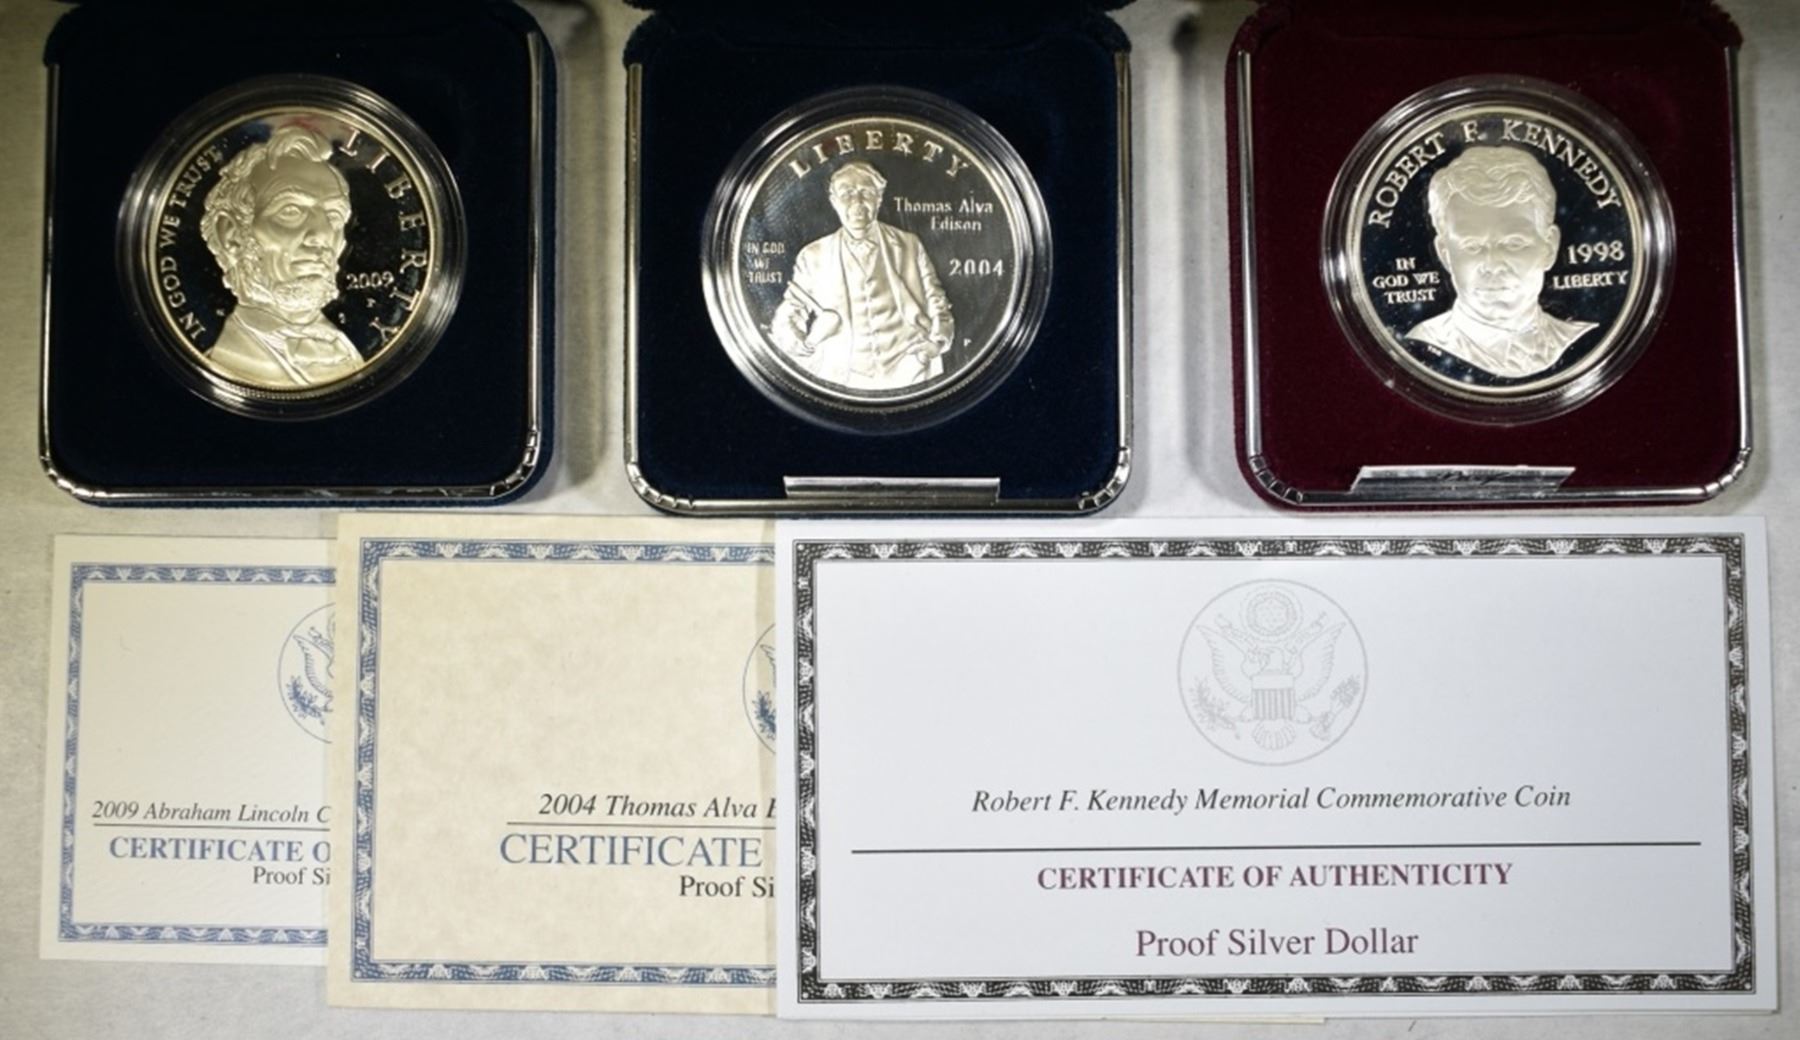 IN GOD WE TRUST
LIBERTY
2009
P
LIBERTY
Thomas Alva
Edison
IN GOD
WE
TRUST
2004
P
ROBERT F. KENNEDY
IN
GOD WE
TRUST
1998
LIBERTY
2009 Abraham Lincoln C
CERTIFICATE O
Proof Si
2004 Thomas Alva E
CERTIFICATE
Proof Si
Robert F. Kennedy Memorial Commemorative Coin
CERTIFICATE OF AUTHENTICITY
Proof Silver Dollar